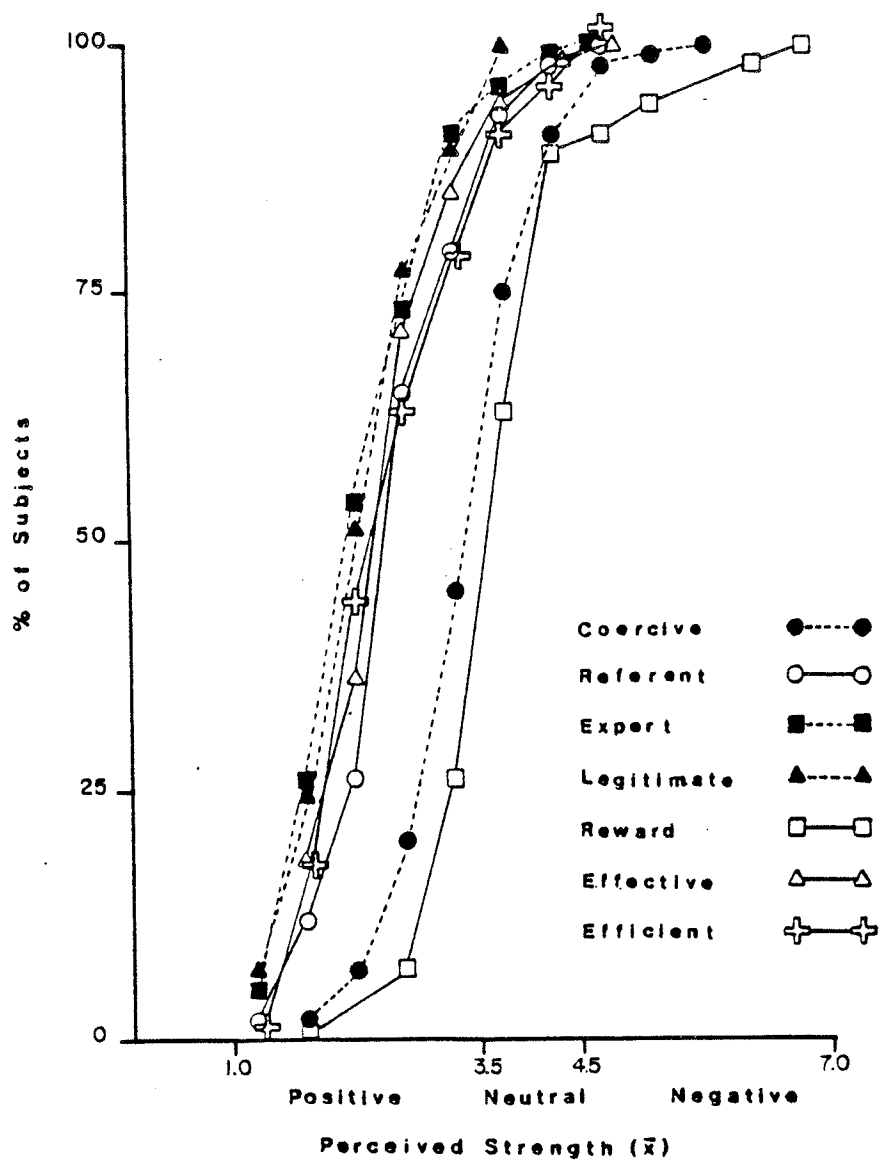 100
75
50
25
0
% of Subjects
Coercive
Referent
Expert
Legitimate
Reward
Effective
Efficient
1.0 3.5 4.5 7.0
Positive Neutral Negative
Perceived Strength (x̄)